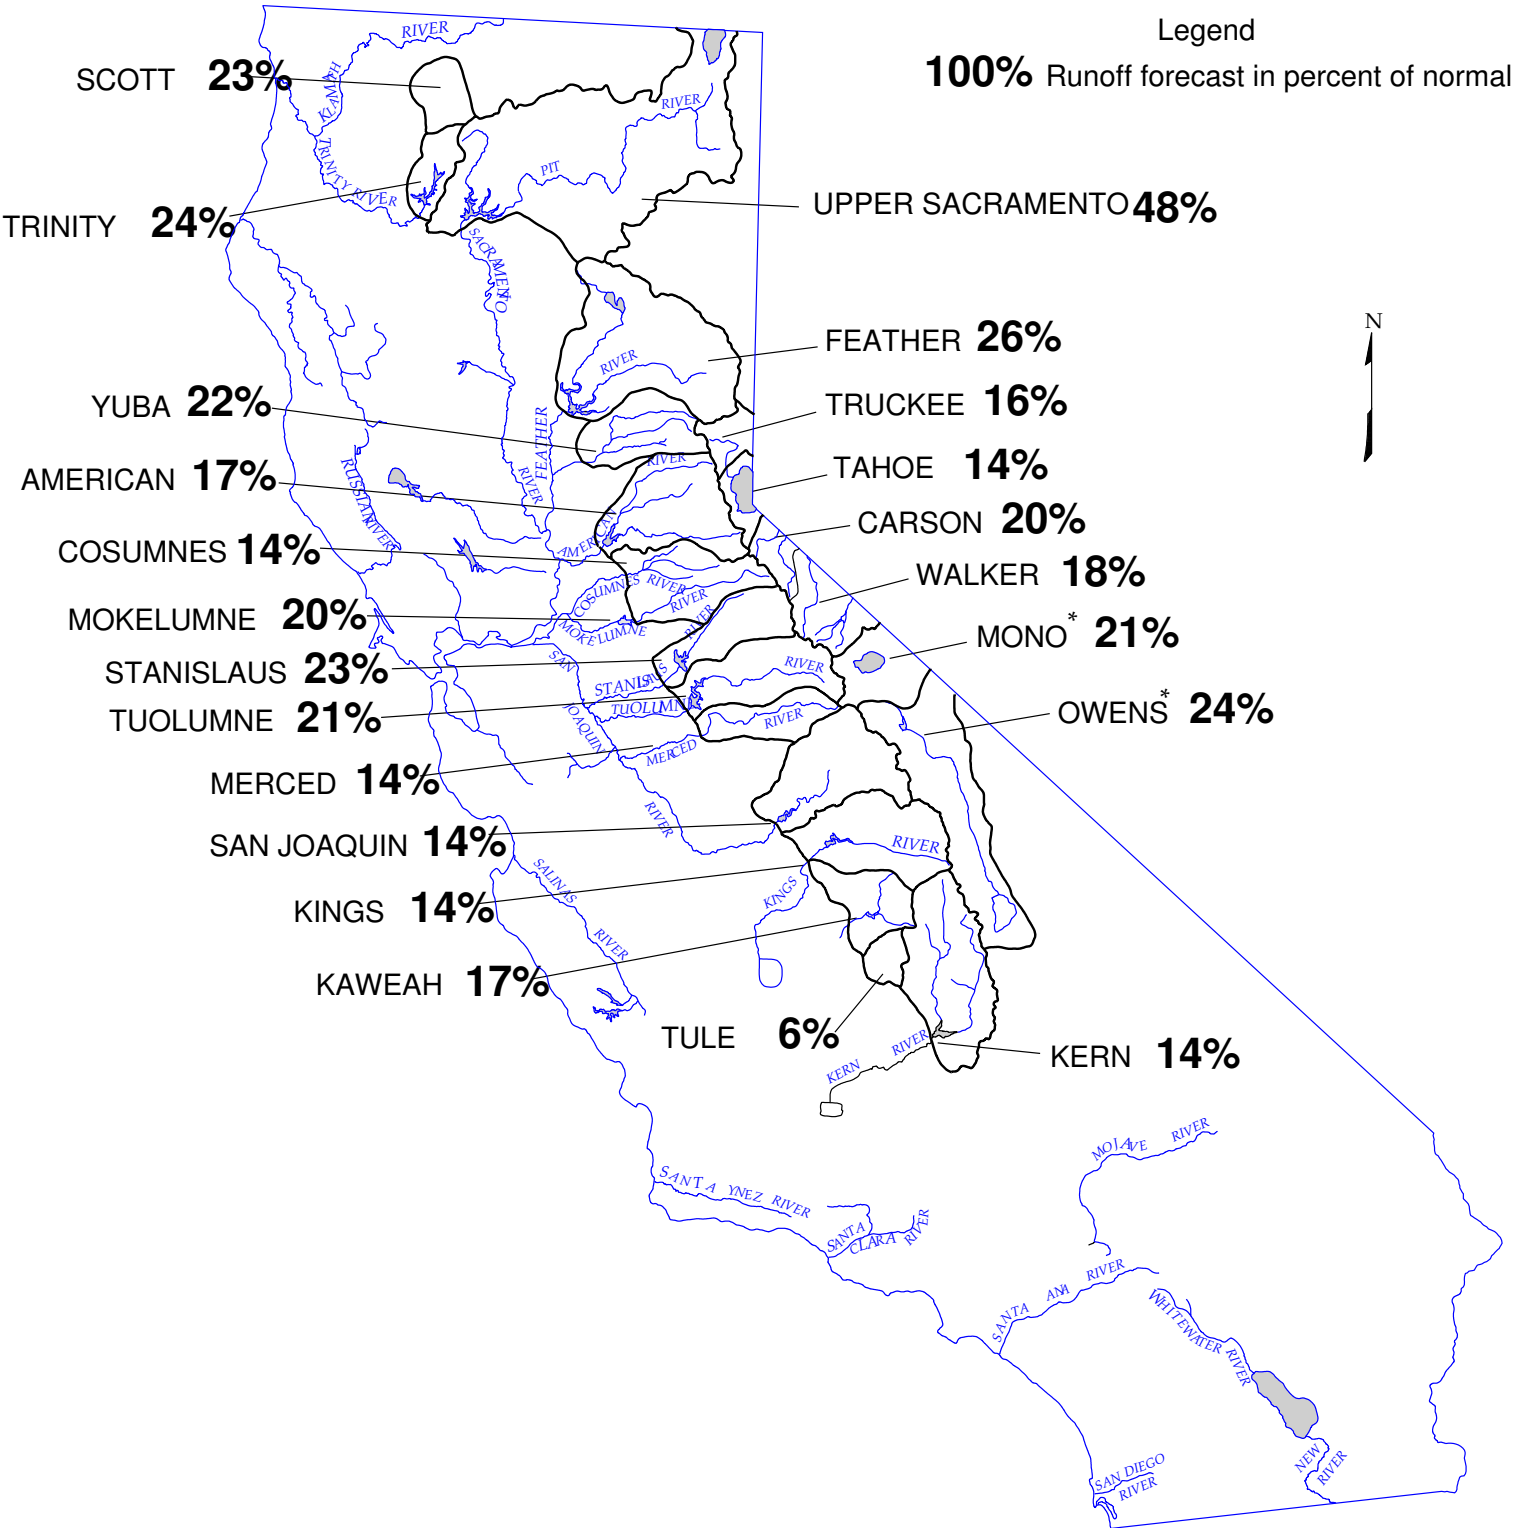 Legend
100% Runoff forecast in percent of normal
RIVER
KLAMATH
SCOTT 23%
RIVER
TRINITY RIVER
PIT
TRINITY 24%
UPPER SACRAMENTO 48%
SACRAMENTO
N
FEATHER 26%
RIVER
YUBA 22%
TRUCKEE 16%
FEATHER
RIVER
RIVER
AMERICAN 17%
TAHOE 14%
RUSSIAN RIVER
AMERICAN
CARSON 20%
COSUMNES 14%
WALKER 18%
COSUMNES RIVER
RIVER
MOKELUMNE 20%
MOKELUMNE
RIVER
MONO* 21%
STANISLAUS 23%
SAN
JOAQUIN
STANISLAUS
RIVER
TUOLUMNE 21%
TUOLUMNE
OWENS* 24%
RIVER
MERCED
MERCED 14%
RIVER
SAN JOAQUIN 14%
RIVER
SALINAS
RIVER
KINGS
KINGS 14%
KAWEAH 17%
TULE 6%
KERN RIVER
KERN 14%
MOJAVE RIVER
SANTA YNEZ RIVER
SANTA
CLARA RIVER
SANTA ANA RIVER
WHITEWATER RIVER
NEW
RIVER
SAN DIEGO
RIVER